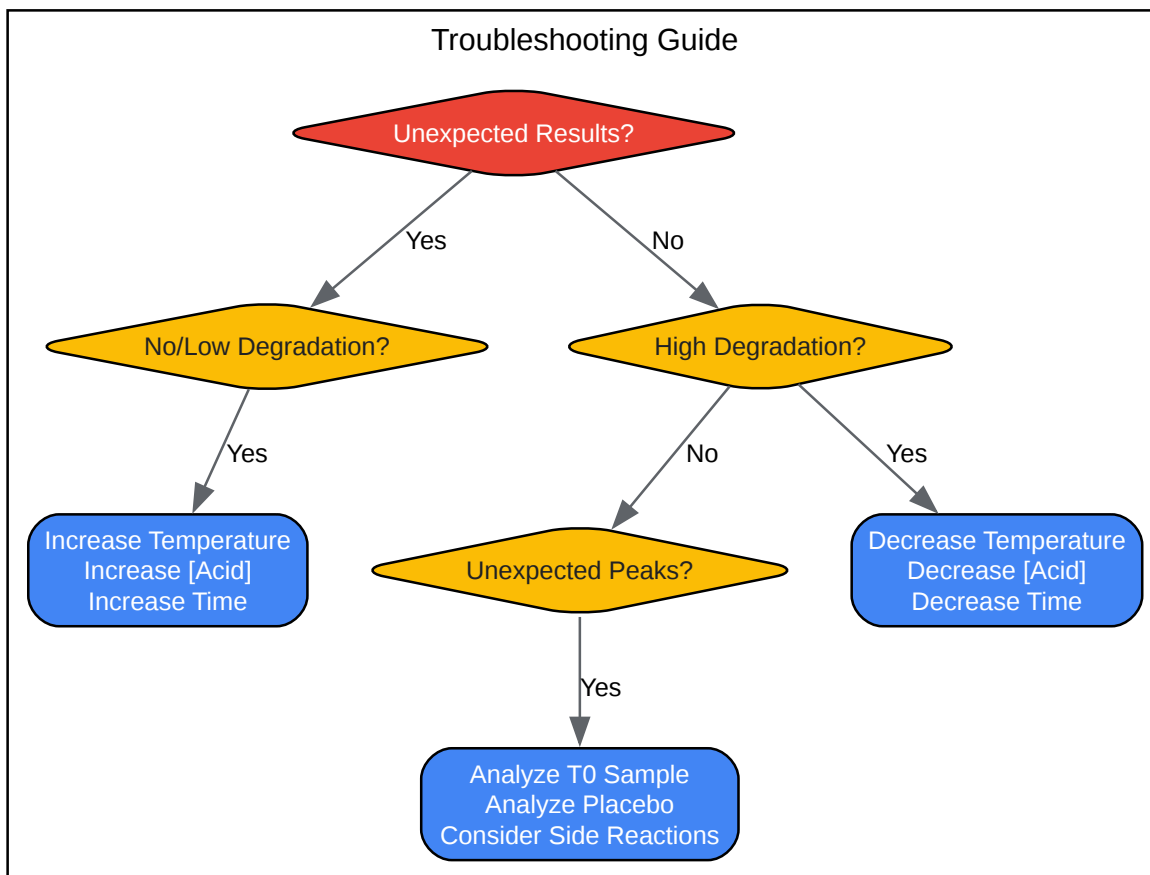 Troubleshooting Guide
Unexpected Results?
Yes
No
No/Low Degradation?
High Degradation?
Yes
No
Yes
Increase Temperature
Increase [Acid]
Increase Time
Unexpected Peaks?
Decrease Temperature
Decrease [Acid]
Decrease Time
Yes
Analyze T0 Sample
Analyze Placebo
Consider Side Reactions